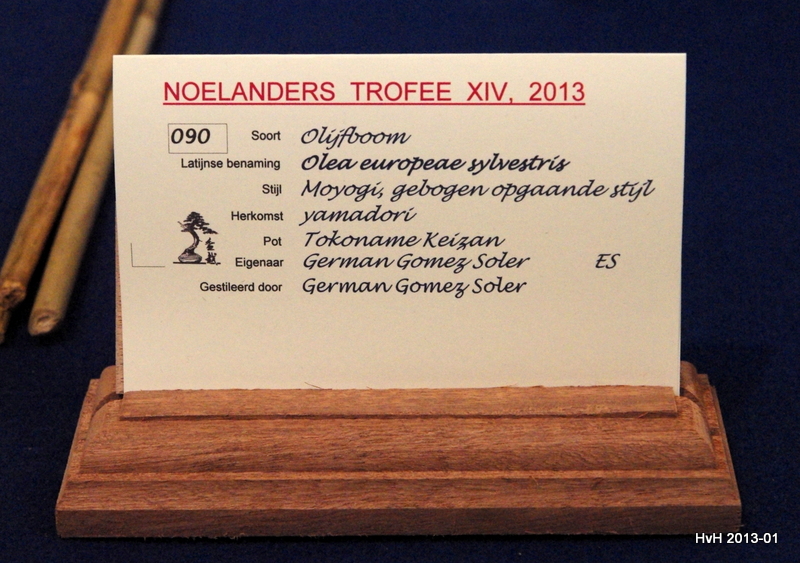 NOELANDERS TROFEE XIV, 2013
090 Soort Olijfboom
Latijnse benaming Olea europeae sylvestris
Stijl Moyogi, gebogen opgaande stijl
Herkomst yamadori
Pot Tokoname Keizan
Eigenaar German Gomez Soler ES
Gestileerd door German Gomez Soler
HvH 2013-01